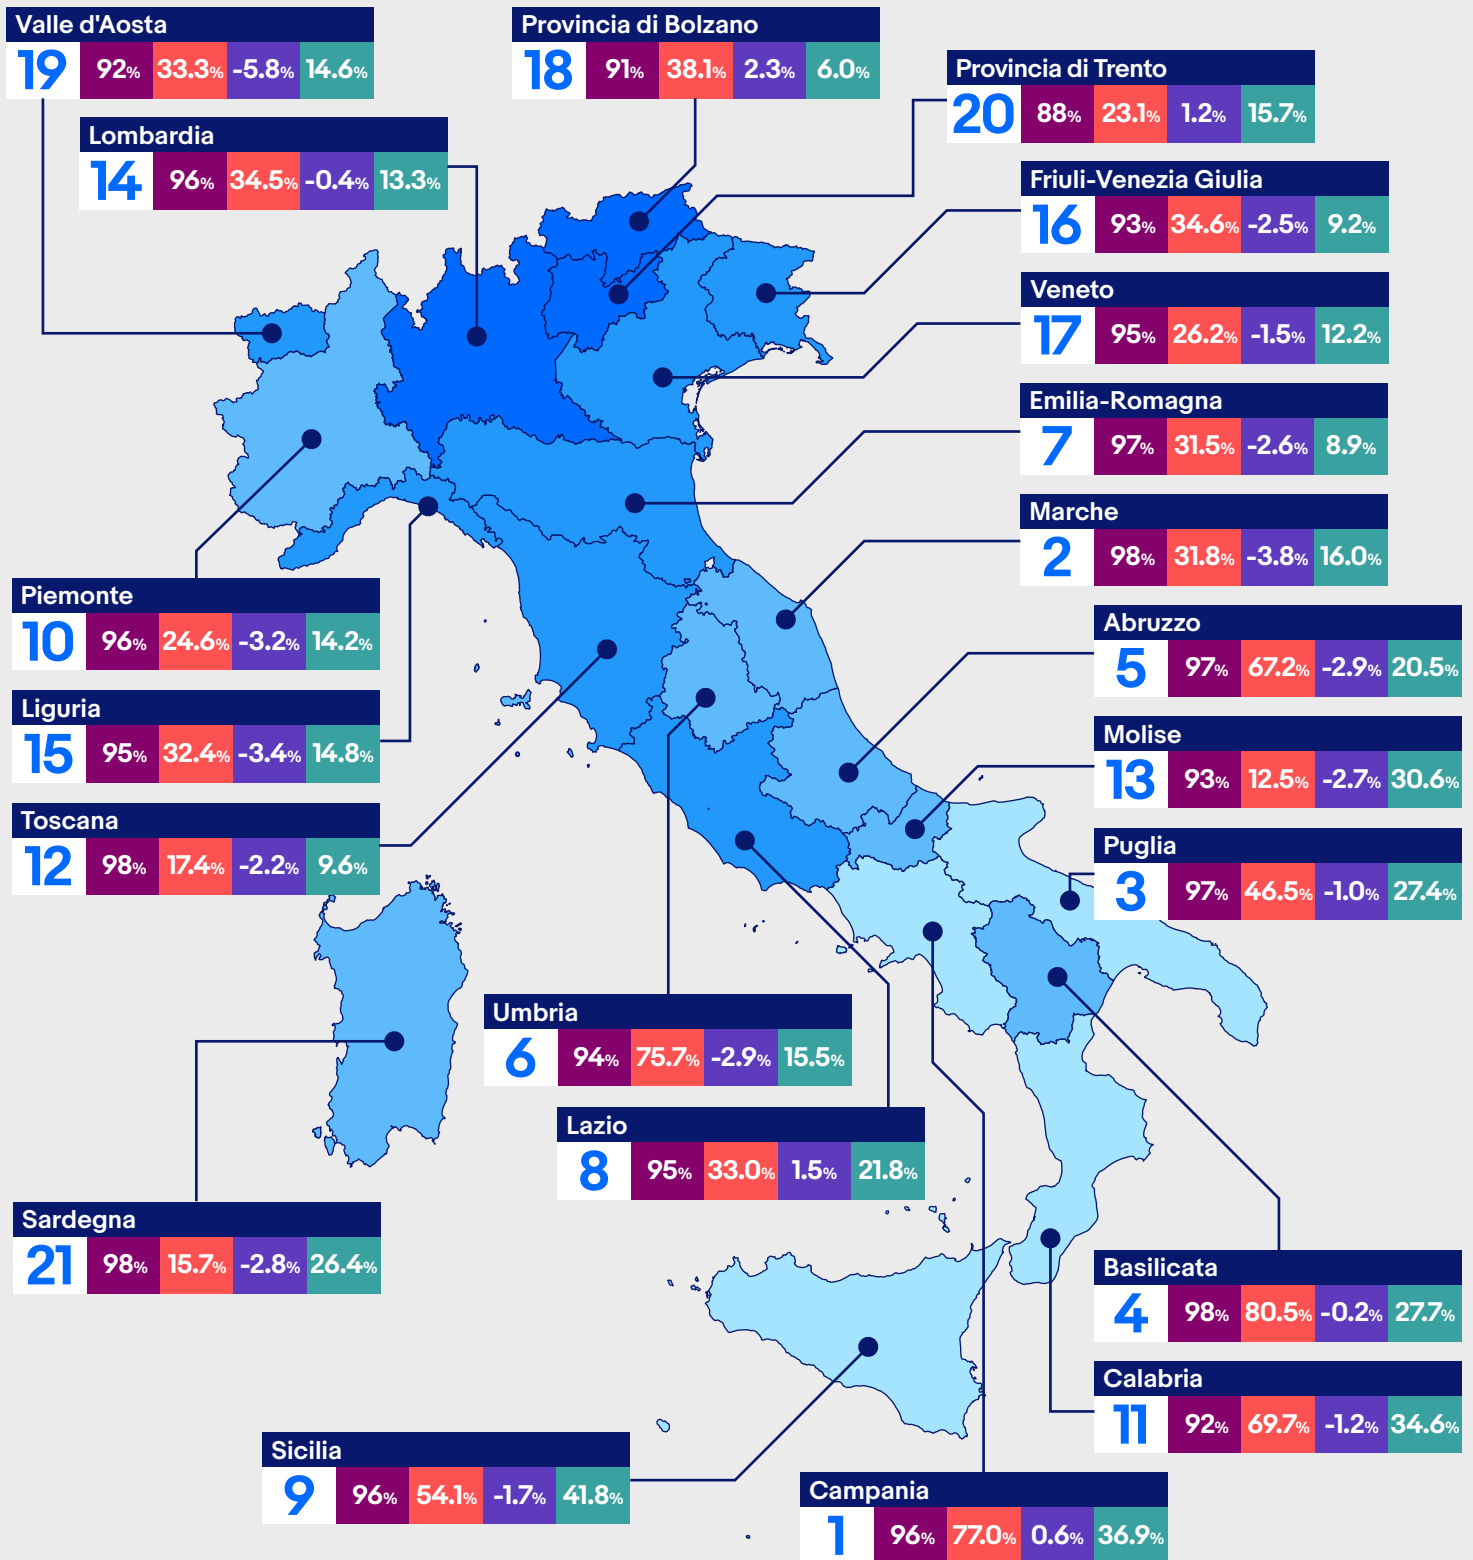 Valle d'Aosta
19 92% 33.3% -5.8% 14.6%
Provincia di Bolzano
18 91% 38.1% 2.3% 6.0%
Provincia di Trento
20 88% 23.1% 1.2% 15.7%
Lombardia
14 96% 34.5% -0.4% 13.3%
Friuli-Venezia Giulia
16 93% 34.6% -2.5% 9.2%
Veneto
17 95% 26.2% -1.5% 12.2%
Emilia-Romagna
7 97% 31.5% -2.6% 8.9%
Marche
2 98% 31.8% -3.8% 16.0%
Piemonte
10 96% 24.6% -3.2% 14.2%
Abruzzo
5 97% 67.2% -2.9% 20.5%
Liguria
15 95% 32.4% -3.4% 14.8%
Molise
13 93% 12.5% -2.7% 30.6%
Toscana
12 98% 17.4% -2.2% 9.6%
Puglia
3 97% 46.5% -1.0% 27.4%
Umbria
6 94% 75.7% -2.9% 15.5%
Lazio
8 95% 33.0% 1.5% 21.8%
Sardegna
21 98% 15.7% -2.8% 26.4%
Basilicata
4 98% 80.5% -0.2% 27.7%
Calabria
11 92% 69.7% -1.2% 34.6%
Sicilia
9 96% 54.1% -1.7% 41.8%
Campania
1 96% 77.0% 0.6% 36.9%